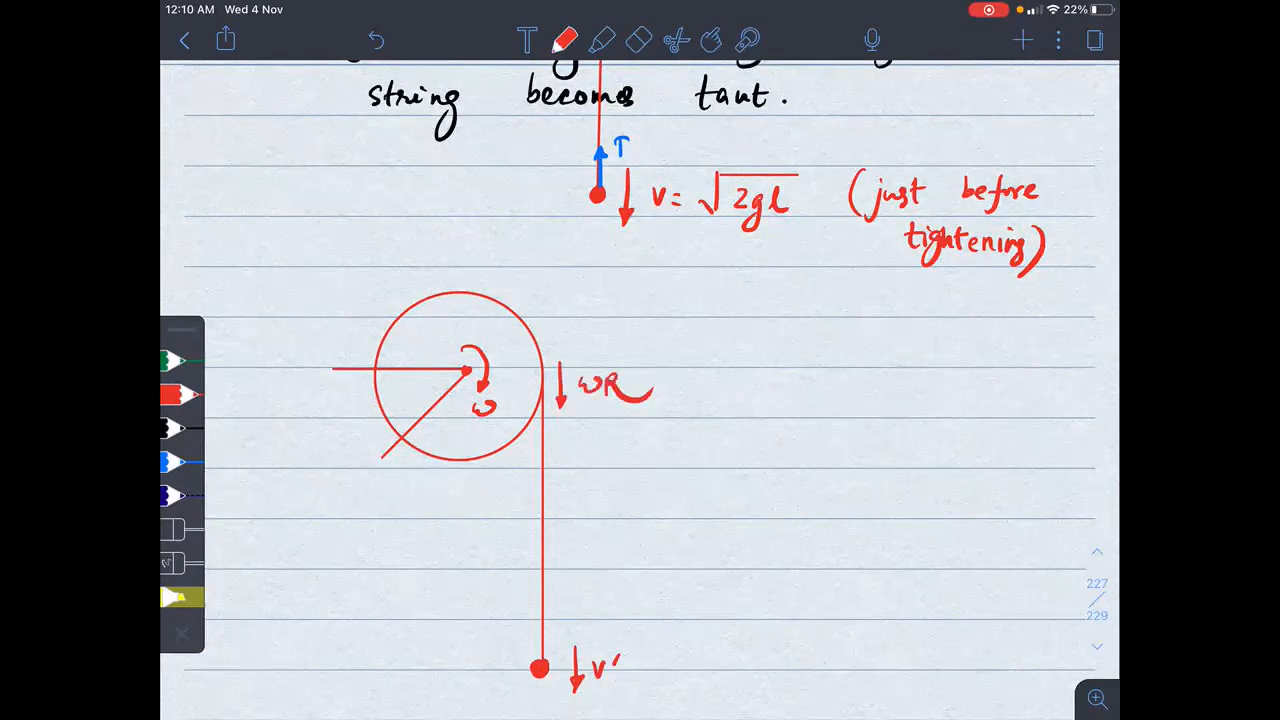 12:10 AM Wed 4 Nov
22%
T
string becomes taut.
T
v = √2gl (just before
tightening)
ωR
ω
227
229
v'